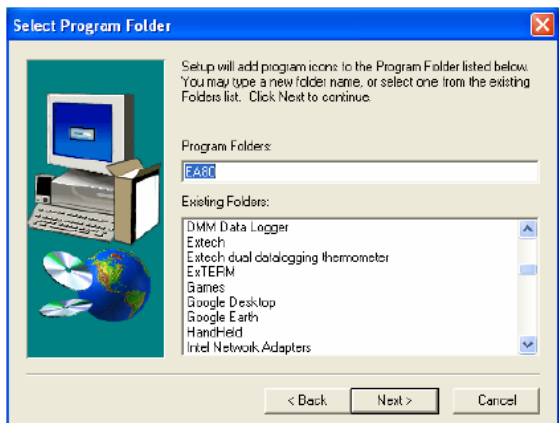 Select Program Folder
Setup will add program icons to the Program Folder listed below.
You may type a new folder name, or select one from the existing
Folders list. Click Next to continue.
Program Folders:
EA80
Existing Folders:
DMM Data Logger
Extech
Extech dual datalogging thermometer
ExTERM
Games
Google Desktop
Google Earth
HandHeld
Intel Network Adapters
< Back
Next >
Cancel